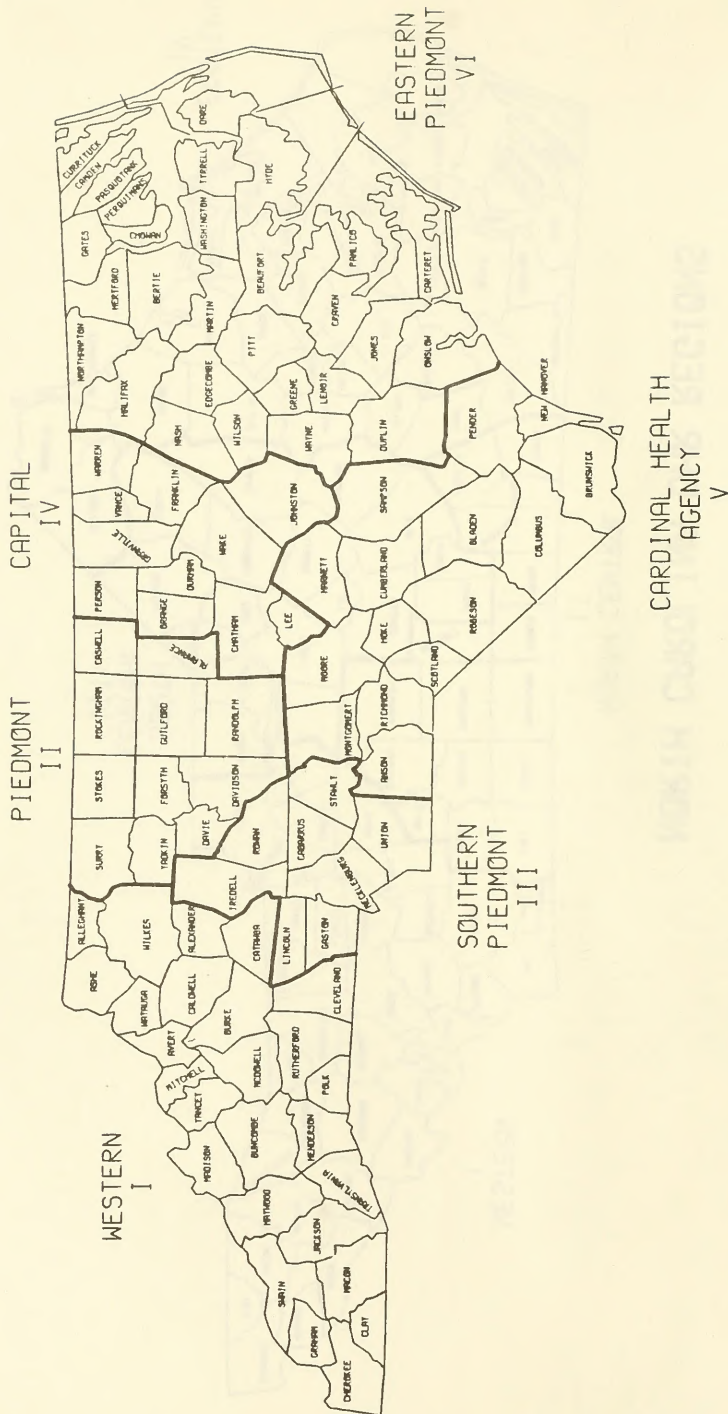 WESTERN
I
PIEDMONT
II
CAPITAL
IV
EASTERN
PIEDMONT
VI
SOUTHERN
PIEDMONT
III
CARDINAL HEALTH
AGENCY
V
CHEROKEE
GRAHAM
CLAY
SWAIN
MACON
JACKSON
HAYWOOD
TRANSYLVANIA
MADISON
BUNCOMBE
HENDERSON
YANCEY
MITCHELL
AVERY
MCDOWELL
RUTHERFORD
POLK
WATAUGA
ASHE
ALLEGHANY
WILKES
CALDWELL
BURKE
ALEXANDER
CATAWBA
CLEVELAND
LINCOLN
GASTON
IREDELL
MECKLENBURG
ROWAN
CABARRUS
STANLY
UNION
SURRY
YADKIN
DAVIE
STOKES
FORSYTH
DAVIDSON
ROCKINGHAM
GUILFORD
RANDOLPH
CASWELL
ALAMANCE
PERSON
ORANGE
DURHAM
CHATHAM
LEE
GRANVILLE
VANCE
WARREN
FRANKLIN
WAKE
JOHNSTON
MONTGOMERY
ANSON
RICHMOND
MOORE
SCOTLAND
HOKE
HARNETT
CUMBERLAND
ROBESON
SAMPSON
BLADEN
COLUMBUS
BRUNSWICK
PENDER
NEW HANOVER
NORTHAMPTON
HALIFAX
NASH
EDGECOMBE
WILSON
WAYNE
DUPLIN
GREENE
LENOIR
JONES
ONSLOW
PITT
MARTIN
BERTIE
HERTFORD
GATES
CHOWAN
PERQUIMANS
PASQUOTANK
CAMDEN
CURRITUCK
WASHINGTON
TYRRELL
DARE
HYDE
BEAUFORT
CRAVEN
PAMLICO
CARTERET